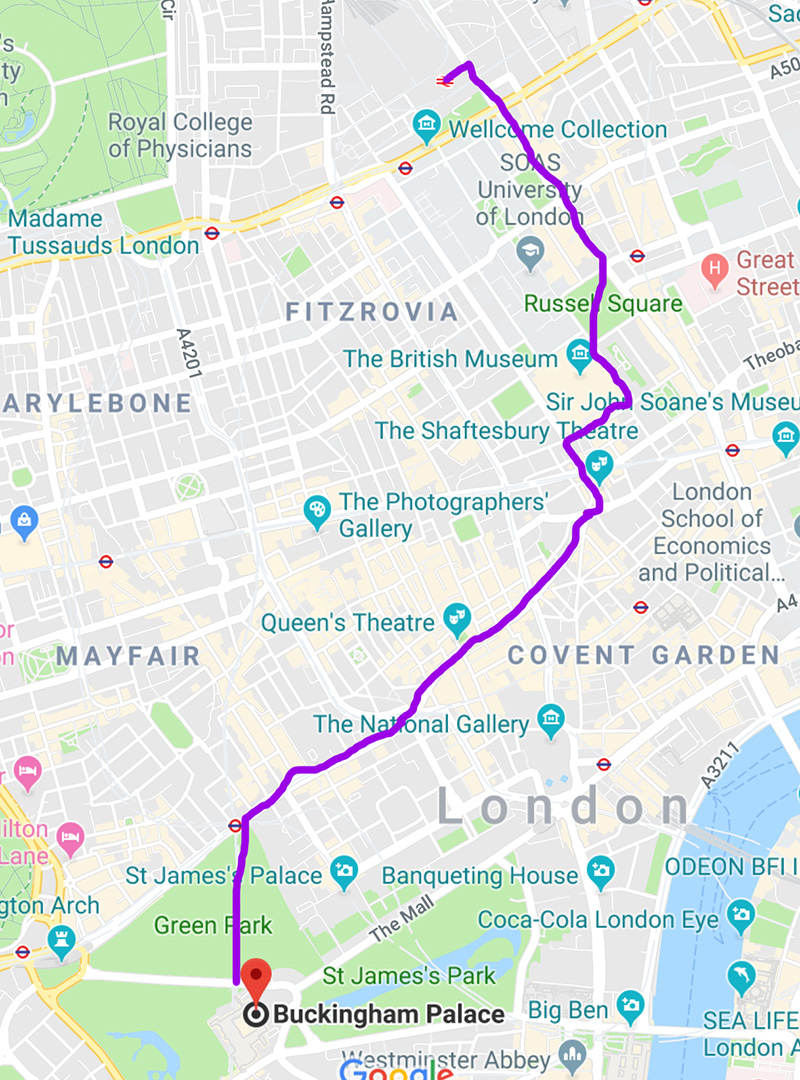 Cir
Hampstead Rd
Sac
A50
Royal College
of Physicians
Wellcome Collection
SOAS
University
of London
Madame
Tussauds London
Great
Street
FITZROVIA
Russell Square
A4201
The British Museum
Theoba
ARYLEBONE
Sir John Soane's Museu
The Shaftesbury Theatre
The Photographers'
Gallery
London
School of
Economics
and Political...
A4
Queen's Theatre
MAYFAIR
COVENT GARDEN
The National Gallery
A3211
London
ilton
Lane
St James's Palace
Banqueting House
ODEON BFI I
gton Arch
The Mall
Coca-Cola London Eye
Green Park
St James's Park
Buckingham Palace
Big Ben
SEA LIFE
London A
Westminster Abbey
Google